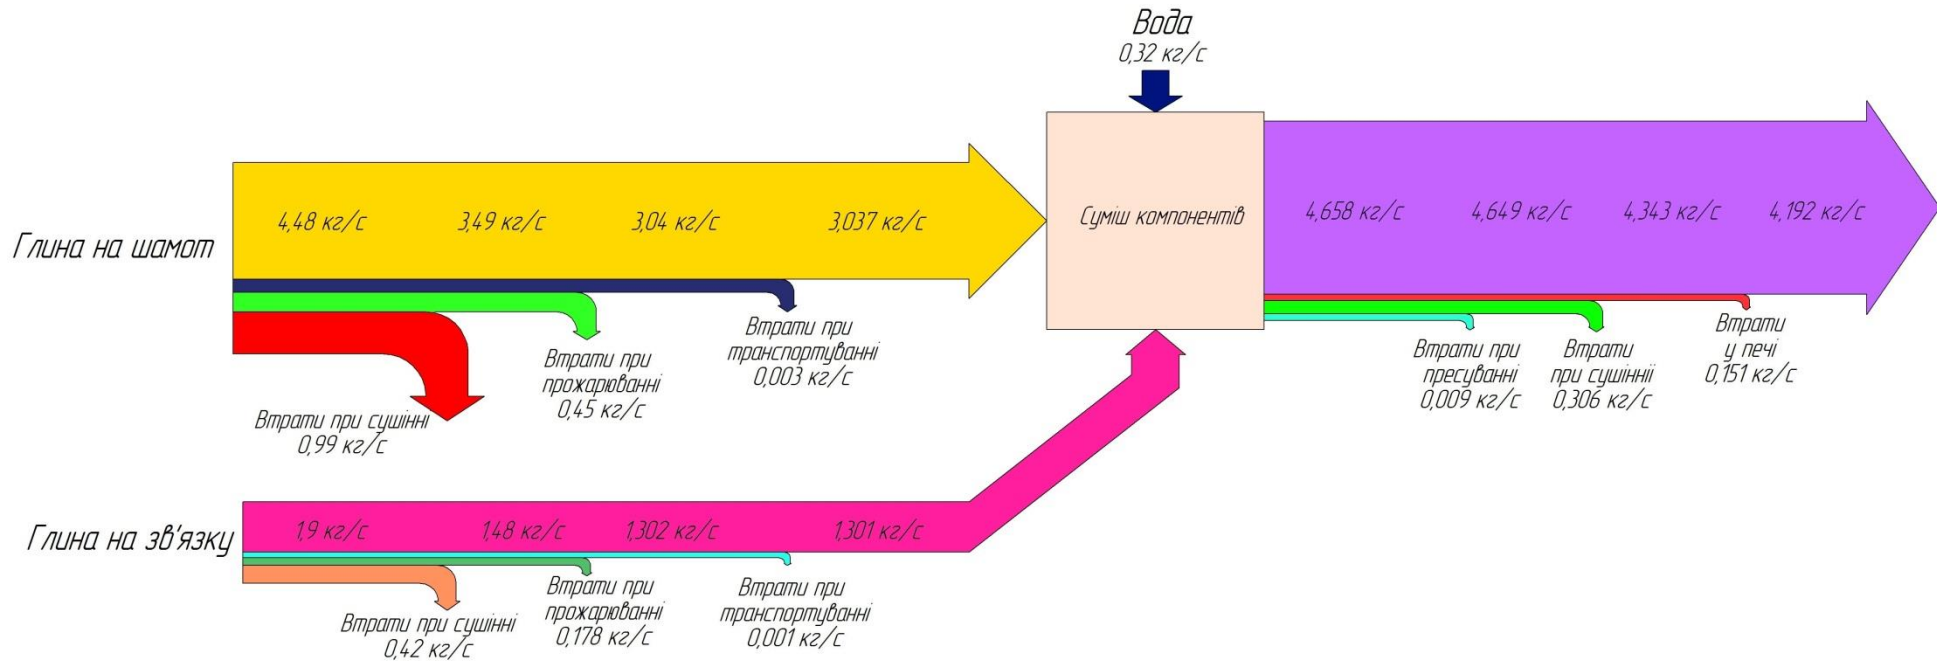 Вода
0,32 кг/с
Глина на шамот
4,48 кг/с
3,49 кг/с
3,04 кг/с
3,037 кг/с
Суміш компонентів
4,658 кг/с
4,649 кг/с
4,343 кг/с
4,192 кг/с
Втрати при сушінні
0,99 кг/с
Втрати при
прожарюванні
0,45 кг/с
Втрати при
транспортуванні
0,003 кг/с
Втрати при
пресуванні
0,009 кг/с
Втрати
при сушінніі
0,306 кг/с
Втрати
у печі
0,151 кг/с
Глина на зв'язку
1,9 кг/с
1,48 кг/с
1,302 кг/с
1,301 кг/с
Втрати при сушінні
0,42 кг/с
Втрати при
прожарюванні
0,178 кг/с
Втрати при
транспортуванні
0,001 кг/с